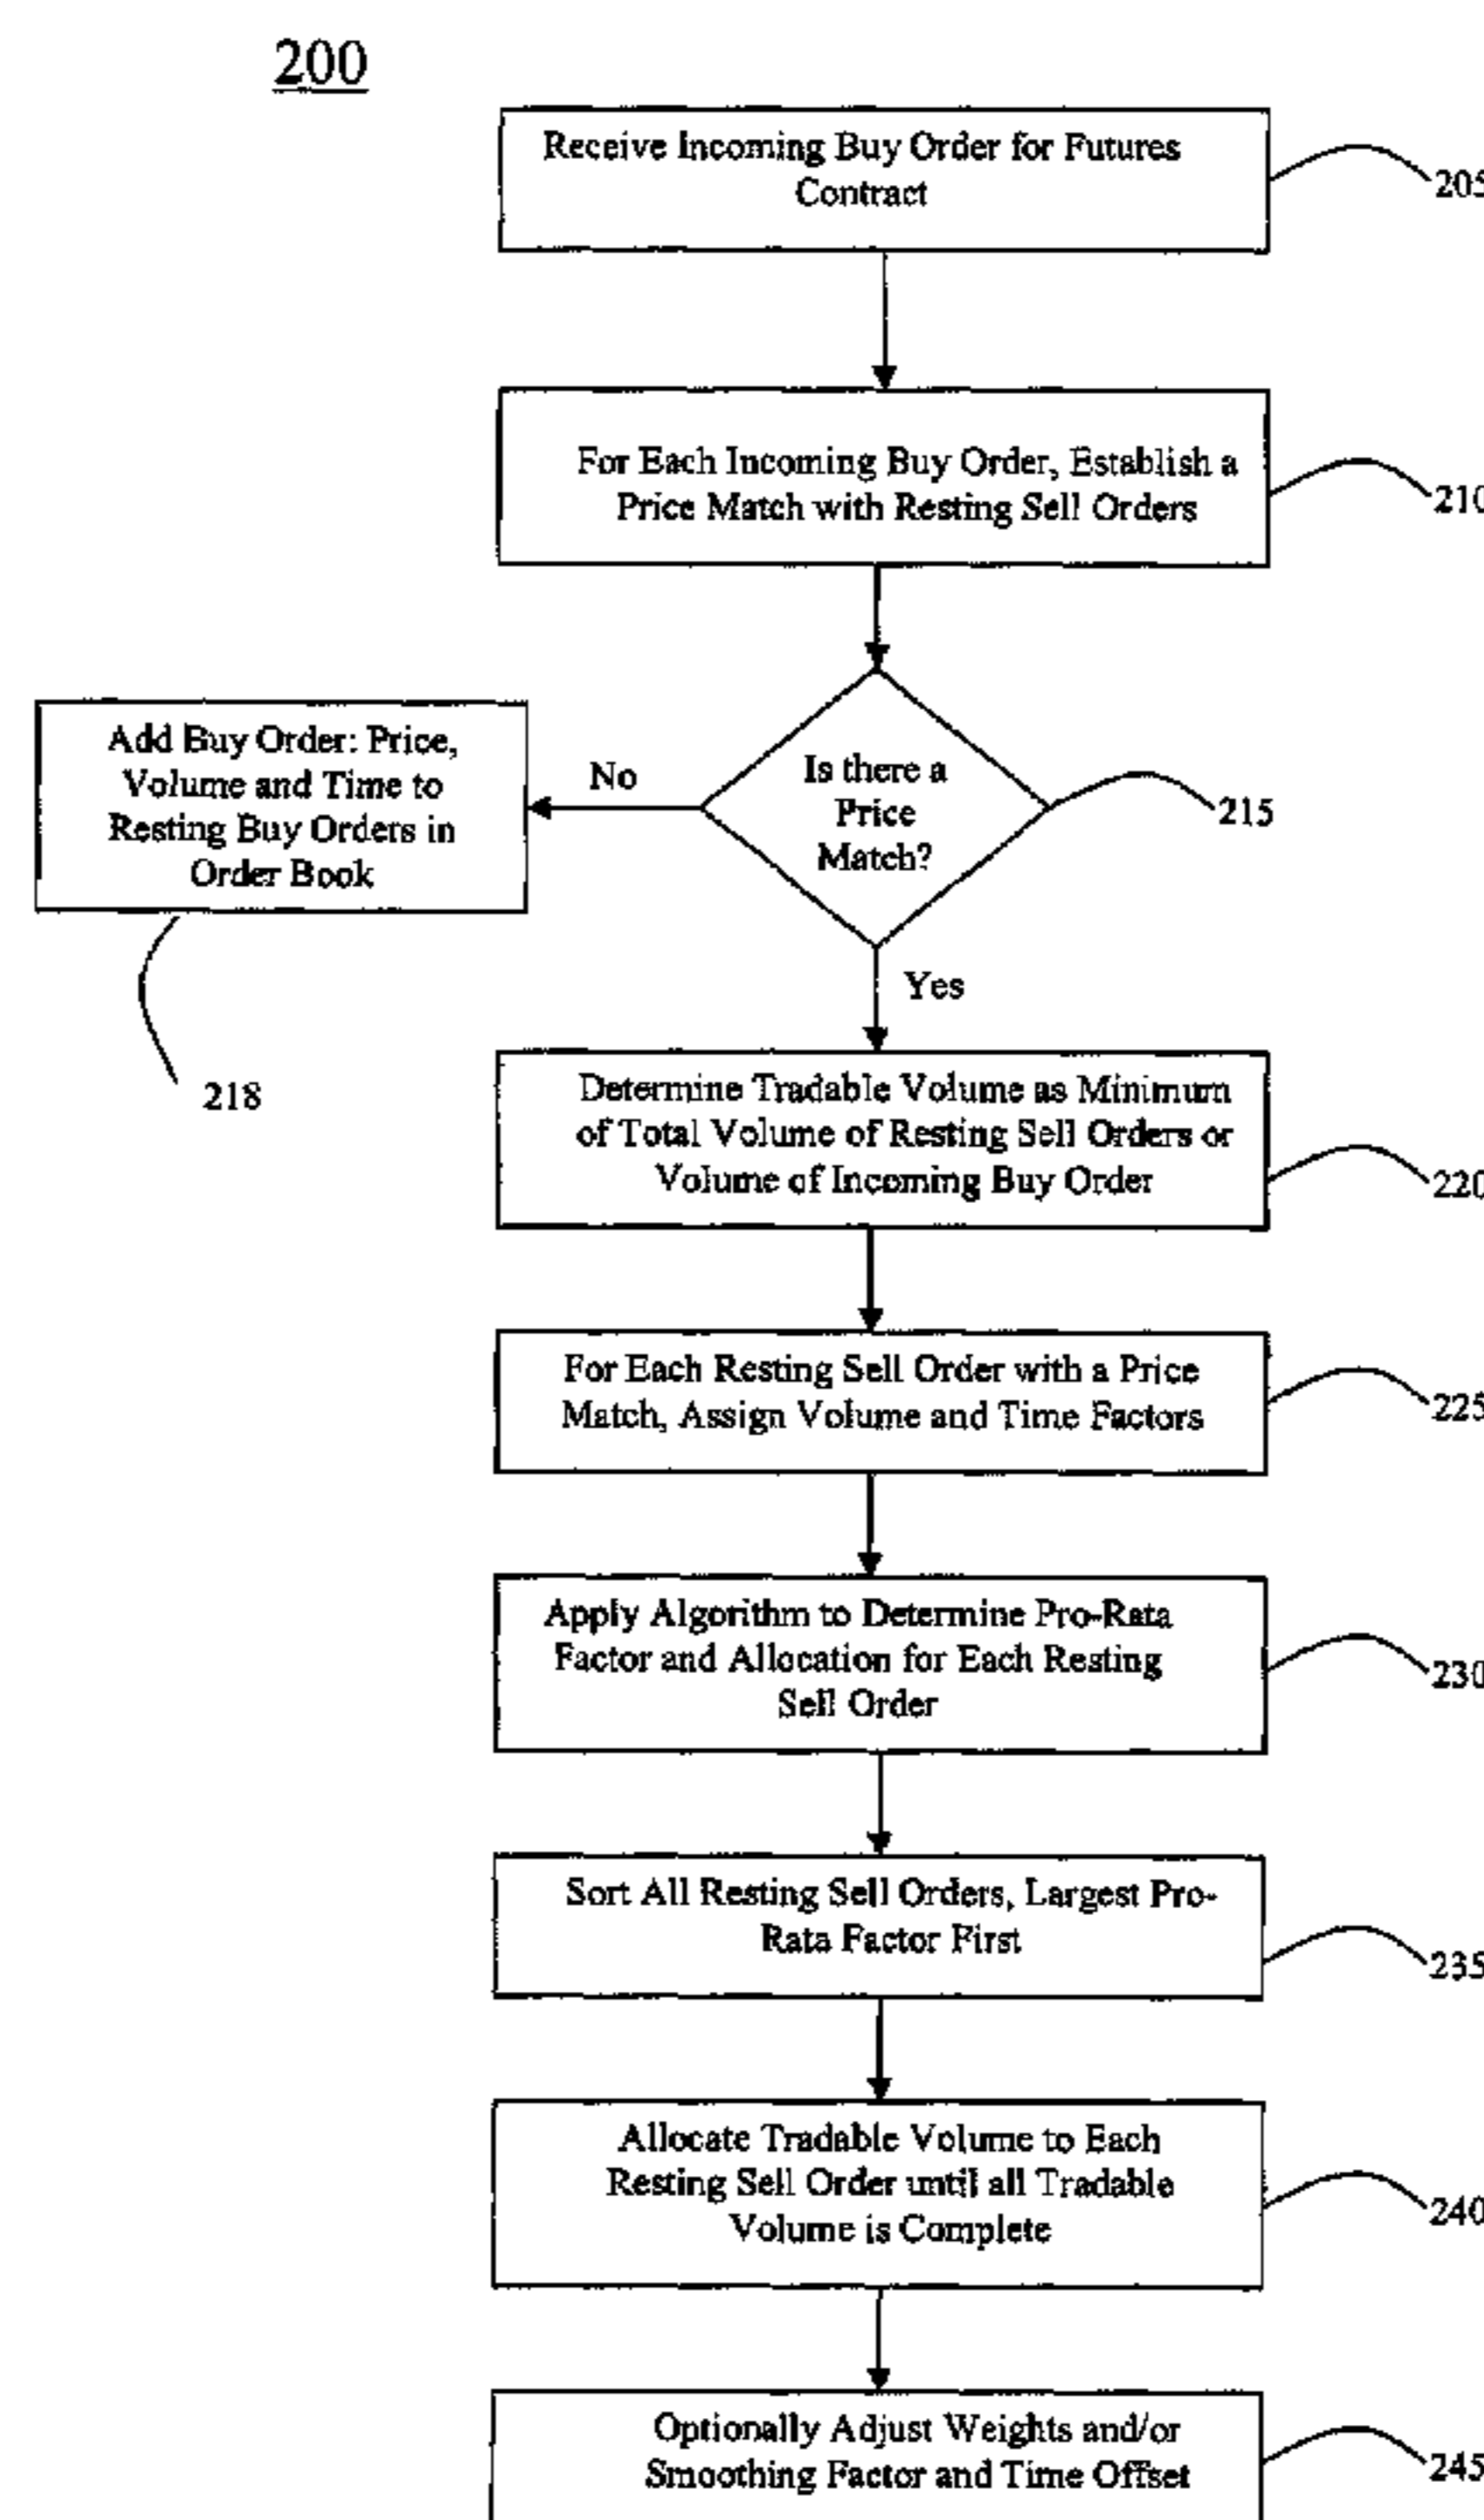 200
Receive Incoming Buy Order for Futures
Contract
205
For Each Incoming Buy Order, Establish a
Price Match with Resting Sell Orders
210
Add Buy Order: Price,
Volume and Time to
Resting Buy Orders in
Order Book
No
Is there a
Price
Match?
215
Yes
218
Determine Tradable Volume as Minimum
of Total Volume of Resting Sell Orders or
Volume of Incoming Buy Order
220
For Each Resting Sell Order with a Price
Match, Assign Volume and Time Factors
225
Apply Algorithm to Determine Pro-Rata
Factor and Allocation for Each Resting
Sell Order
230
Sort All Resting Sell Orders, Largest Pro-
Rata Factor First
235
Allocate Tradable Volume to Each
Resting Sell Order until all Tradable
Volume is Complete
240
Optionally Adjust Weights and/or
Smoothing Factor and Time Offset
245